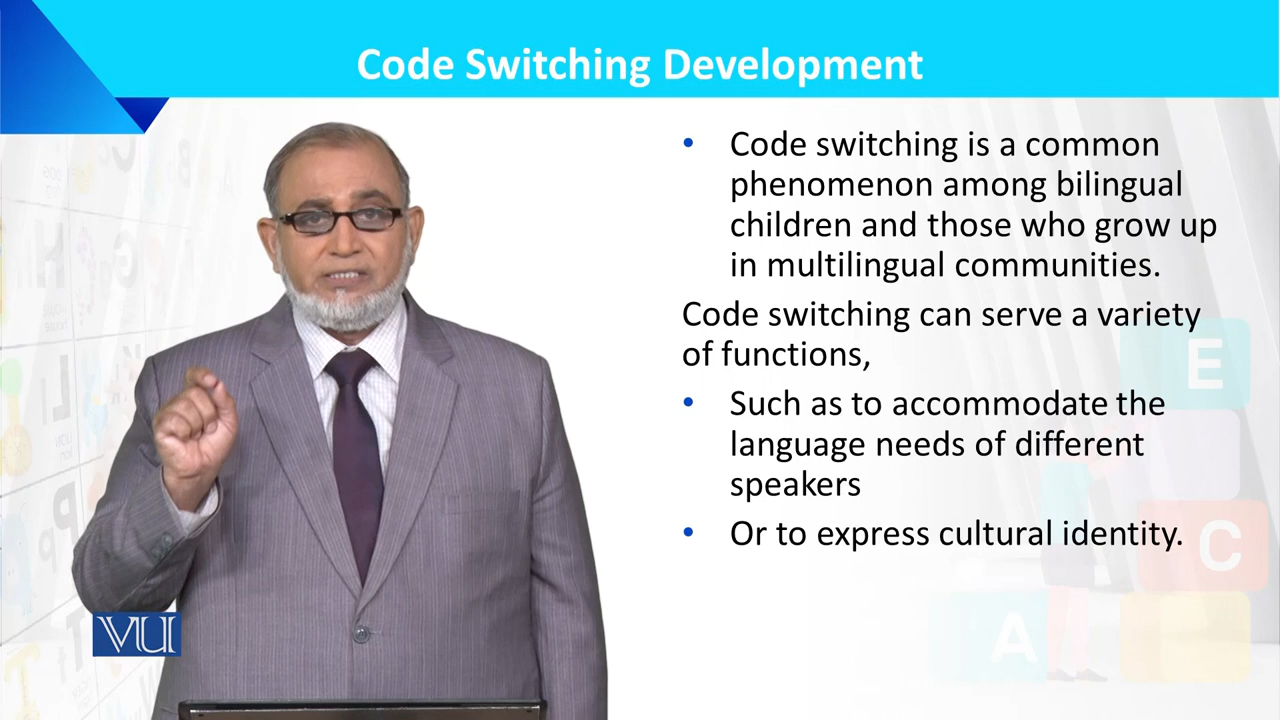 Code Switching Development
• Code switching is a common
phenomenon among bilingual
children and those who grow up
in multilingual communities.
Code switching can serve a variety
of functions,
• Such as to accommodate the
language needs of different
speakers
• Or to express cultural identity.
VU
E
C
A